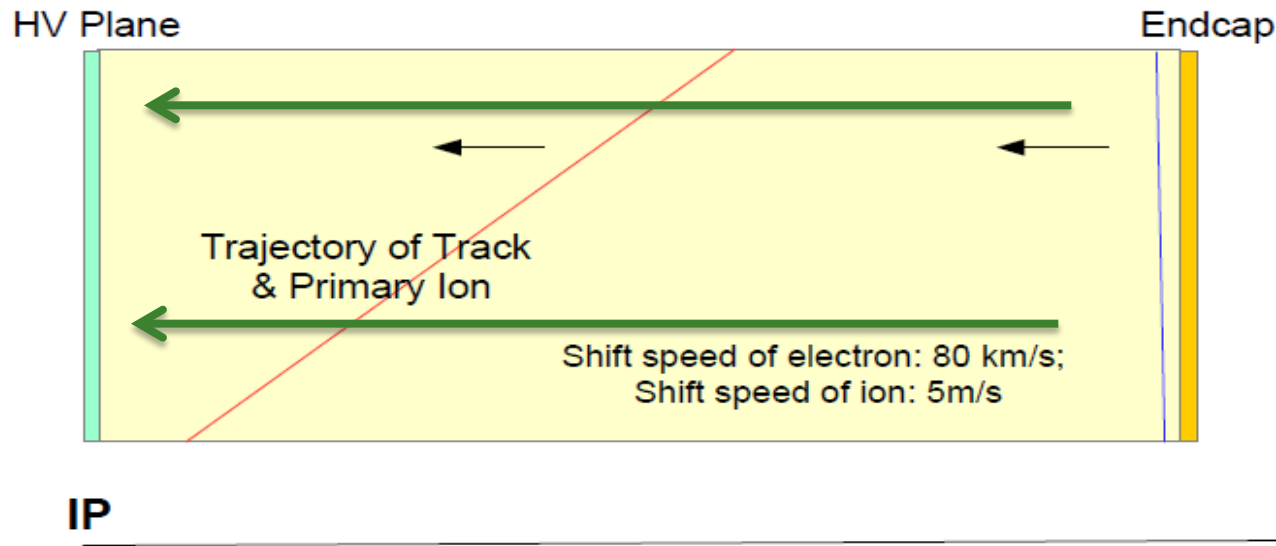 HV Plane
Endcap
Trajectory of Track
& Primary Ion
Shift speed of electron: 80 km/s;
Shift speed of ion: 5m/s
IP